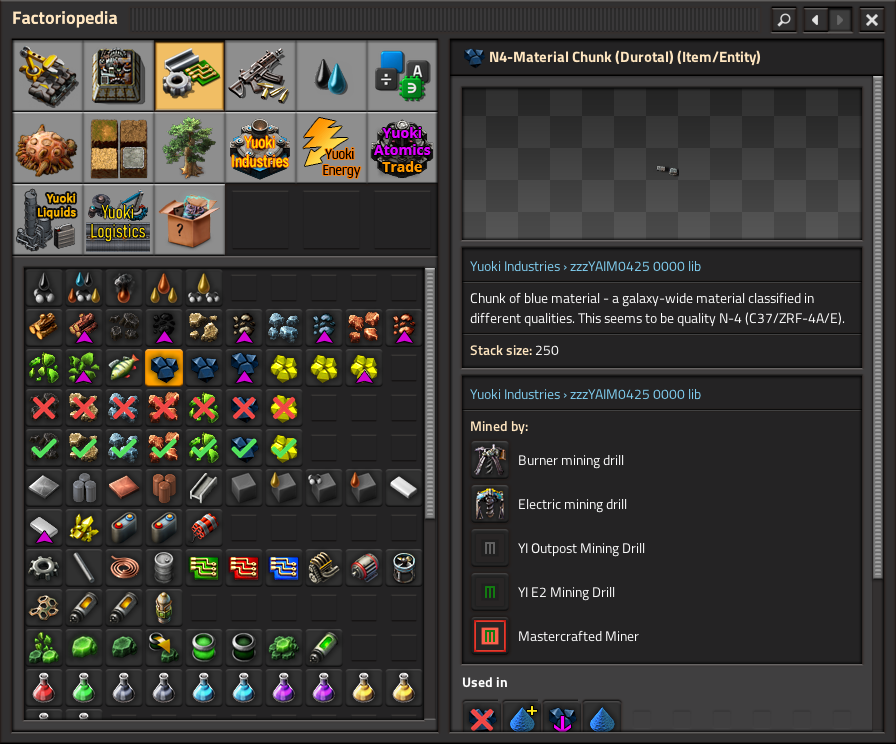 Factoriopedia
A
Yuoki
Industries
Yuoki
Energy
Yuoki
Atomics
Trade
Yuoki
Liquids
Yuoki
Logistics
?
N4-Material Chunk (Durotal) (Item/Entity)
Yuoki Industries › zzzYAIM0425 0000 lib
Chunk of blue material - a galaxy-wide material classified in
different qualities. This seems to be quality N-4 (C37/ZRF-4A/E).
Stack size: 250
Yuoki Industries › zzzYAIM0425 0000 lib
Mined by:
Burner mining drill
Electric mining drill
YI Outpost Mining Drill
YI E2 Mining Drill
Mastercrafted Miner
Used in